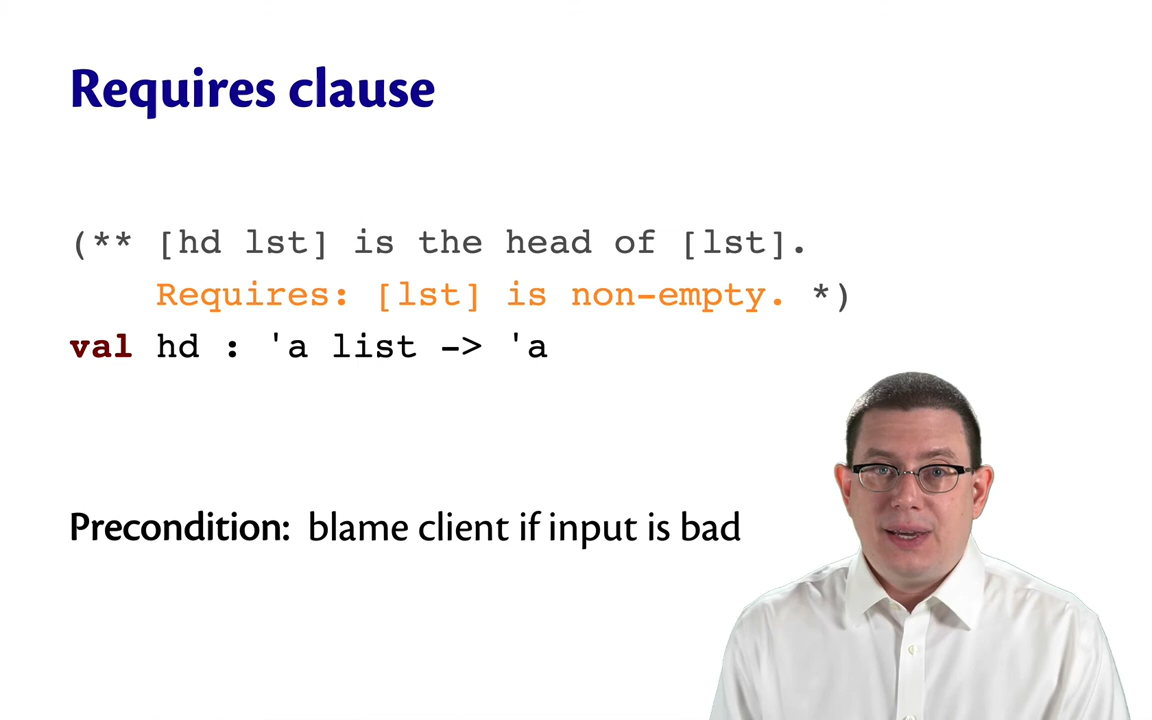 Requires clause
(** [hd lst] is the head of [lst].
Requires: [lst] is non-empty. *)
val hd : 'a list -> 'a
Precondition: blame client if input is bad